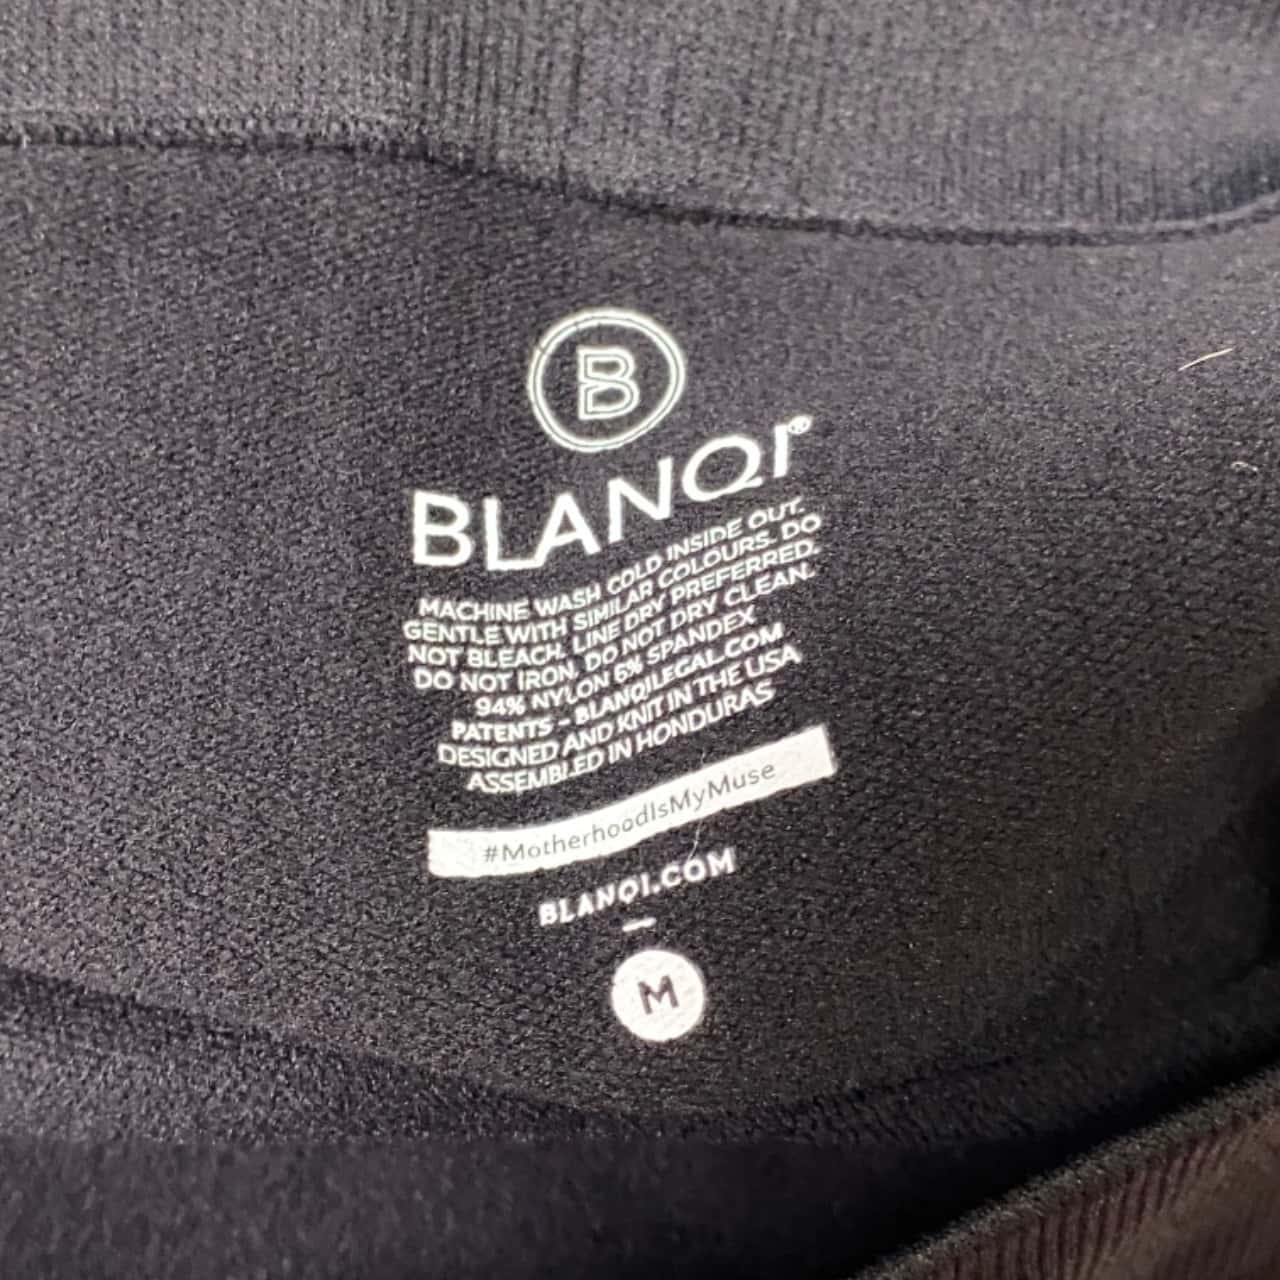 B
BLANQI®
MACHINE WASH COLD INSIDE OUT.
GENTLE WITH SIMILAR COLOURS. DO
NOT BLEACH. LINE DRY PREFERRED.
DO NOT IRON. DO NOT DRY CLEAN.
94% NYLON 6% SPANDEX
PATENTS - BLANQILEGAL.COM
DESIGNED AND KNIT IN THE USA
ASSEMBLED IN HONDURAS
#MotherhoodIsMyMuse
BLANQI.COM
M